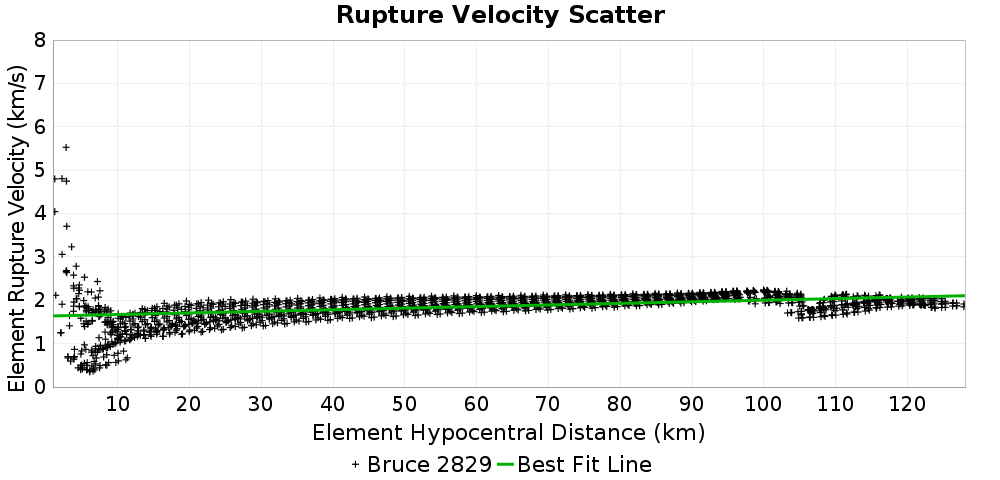 Rupture Velocity Scatter
Element Rupture Velocity (km/s)
8
7
6
5
4
3
2
1
0
10 20 30 40 50 60 70 80 90 100 110 120
Element Hypocentral Distance (km)
Bruce 2829 Best Fit Line